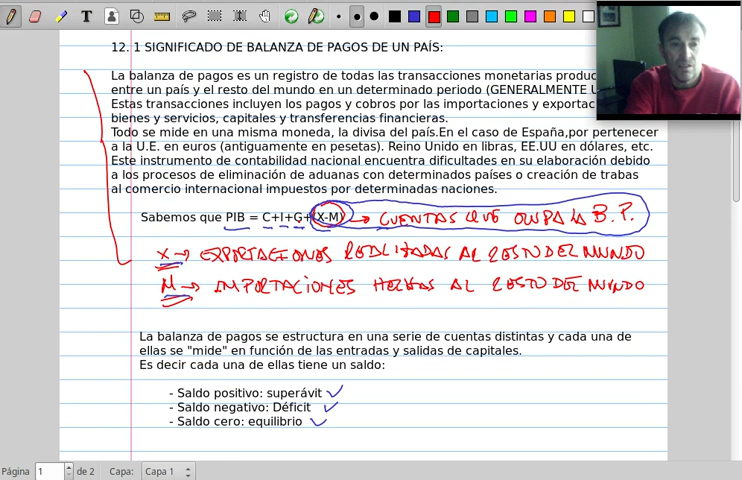 12. 1 SIGNIFICADO DE BALANZA DE PAGOS DE UN PAÍS:
La balanza de pagos es un registro de todas las transacciones monetarias
entre un país y el resto del mundo en un determinado periodo (GENERALMENTE
Estas transacciones incluyen los pagos y cobros por las importaciones y
bienes y servicios, capitales y transferencias financieras.
Todo se mide en una misma moneda, la divisa del país.En el caso de España,por pertenecer
a la U.E. en euros (antiguamente en pesetas). Reino Unido en libras, EE.UU en dólares, etc.
Este instrumento de contabilidad nacional encuentra dificultades en su elaboración debido
a los procesos de eliminación de aduanas con determinados países o creación de trabas
al comercio internacional impuestos por determinadas naciones.
Sabemos que PIB = C+I+G+(X-M) → CUENTAS QUE OCUPA LA B.P.
X → EXPORTACIONES REALIZADAS AL RESTO DEL MUNDO
M → IMPORTACIONES HECHAS AL RESTO DEL MUNDO
La balanza de pagos se estructura en una serie de cuentas distintas y cada una de
ellas se "mide" en función de las entradas y salidas de capitales.
Es decir cada una de ellas tiene un saldo:
- Saldo positivo: superávit
- Saldo negativo: Déficit
- Saldo cero: equilibrio
Página 1 de 2 Capa: Capa 1